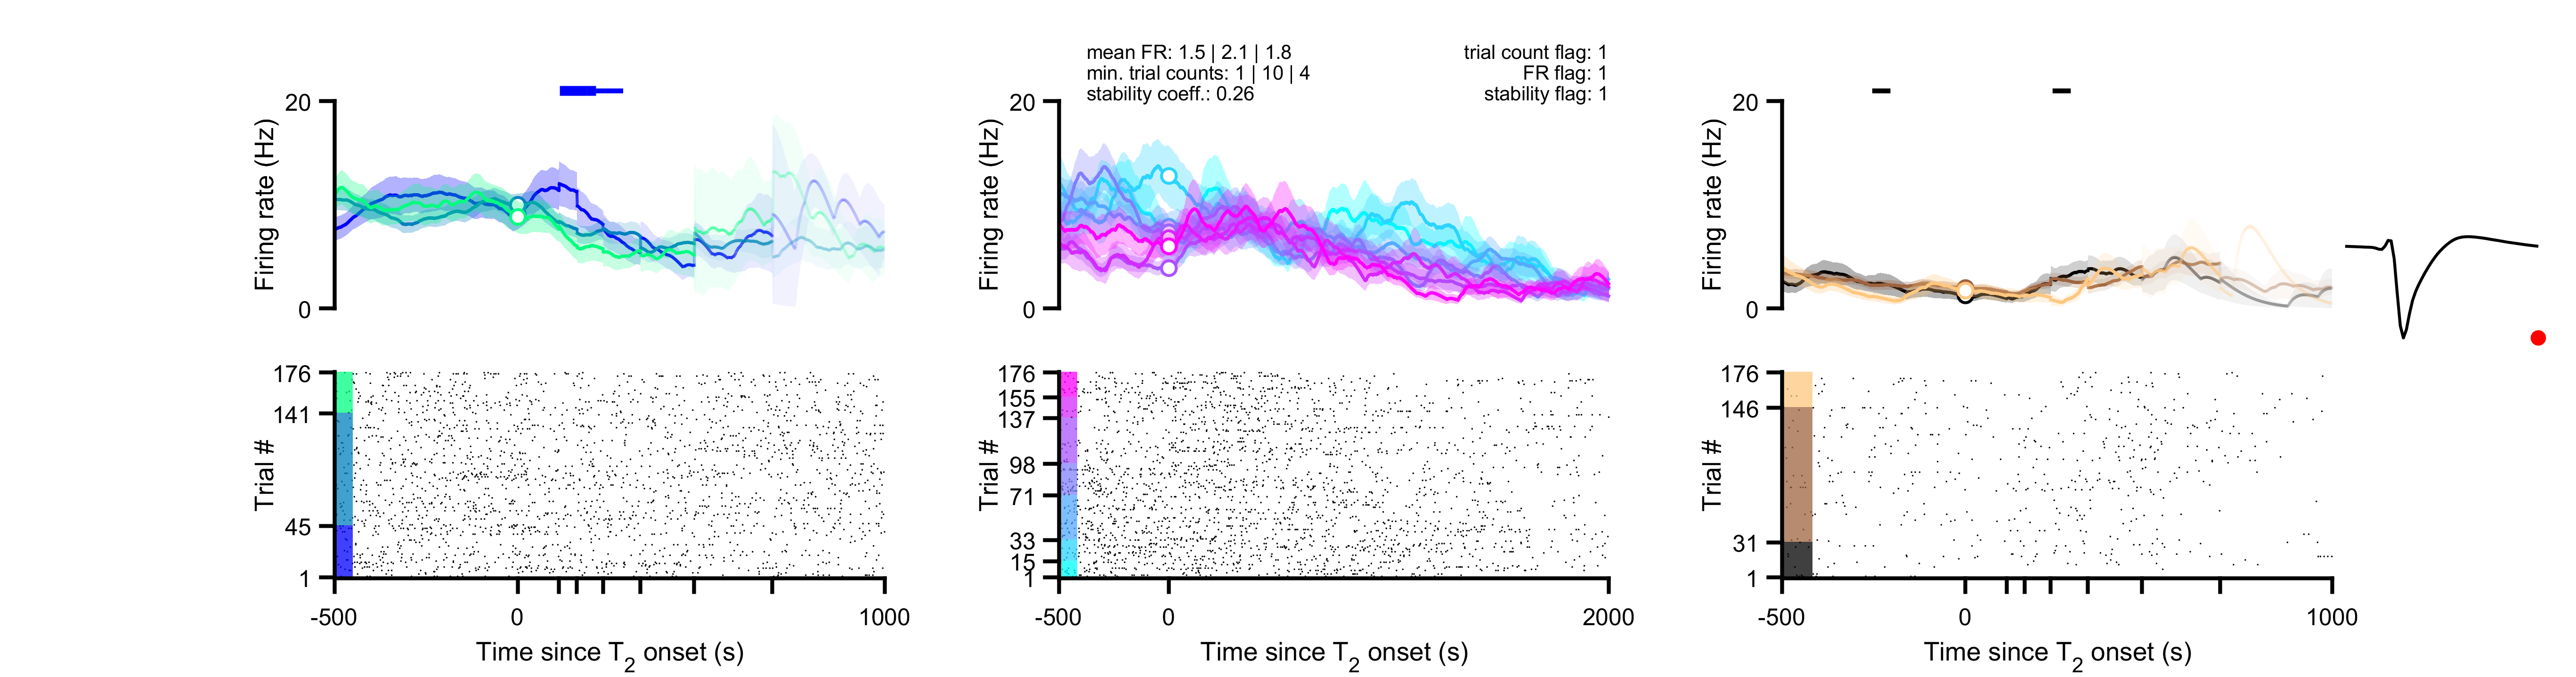 mean FR: 1.5 | 2.1 | 1.8
min. trial counts: 1 | 10 | 4
stability coeff.: 0.26
trial count flag: 1
FR flag: 1
stability flag: 1
Firing rate (Hz)
20
0
Firing rate (Hz)
20
0
Firing rate (Hz)
20
0
Trial #
176
141
45
1
-500
0
1000
Time since T2 onset (s)
Trial #
176
155
137
98
71
33
15
1
-500
0
2000
Time since T2 onset (s)
Trial #
176
146
31
1
-500
0
1000
Time since T2 onset (s)